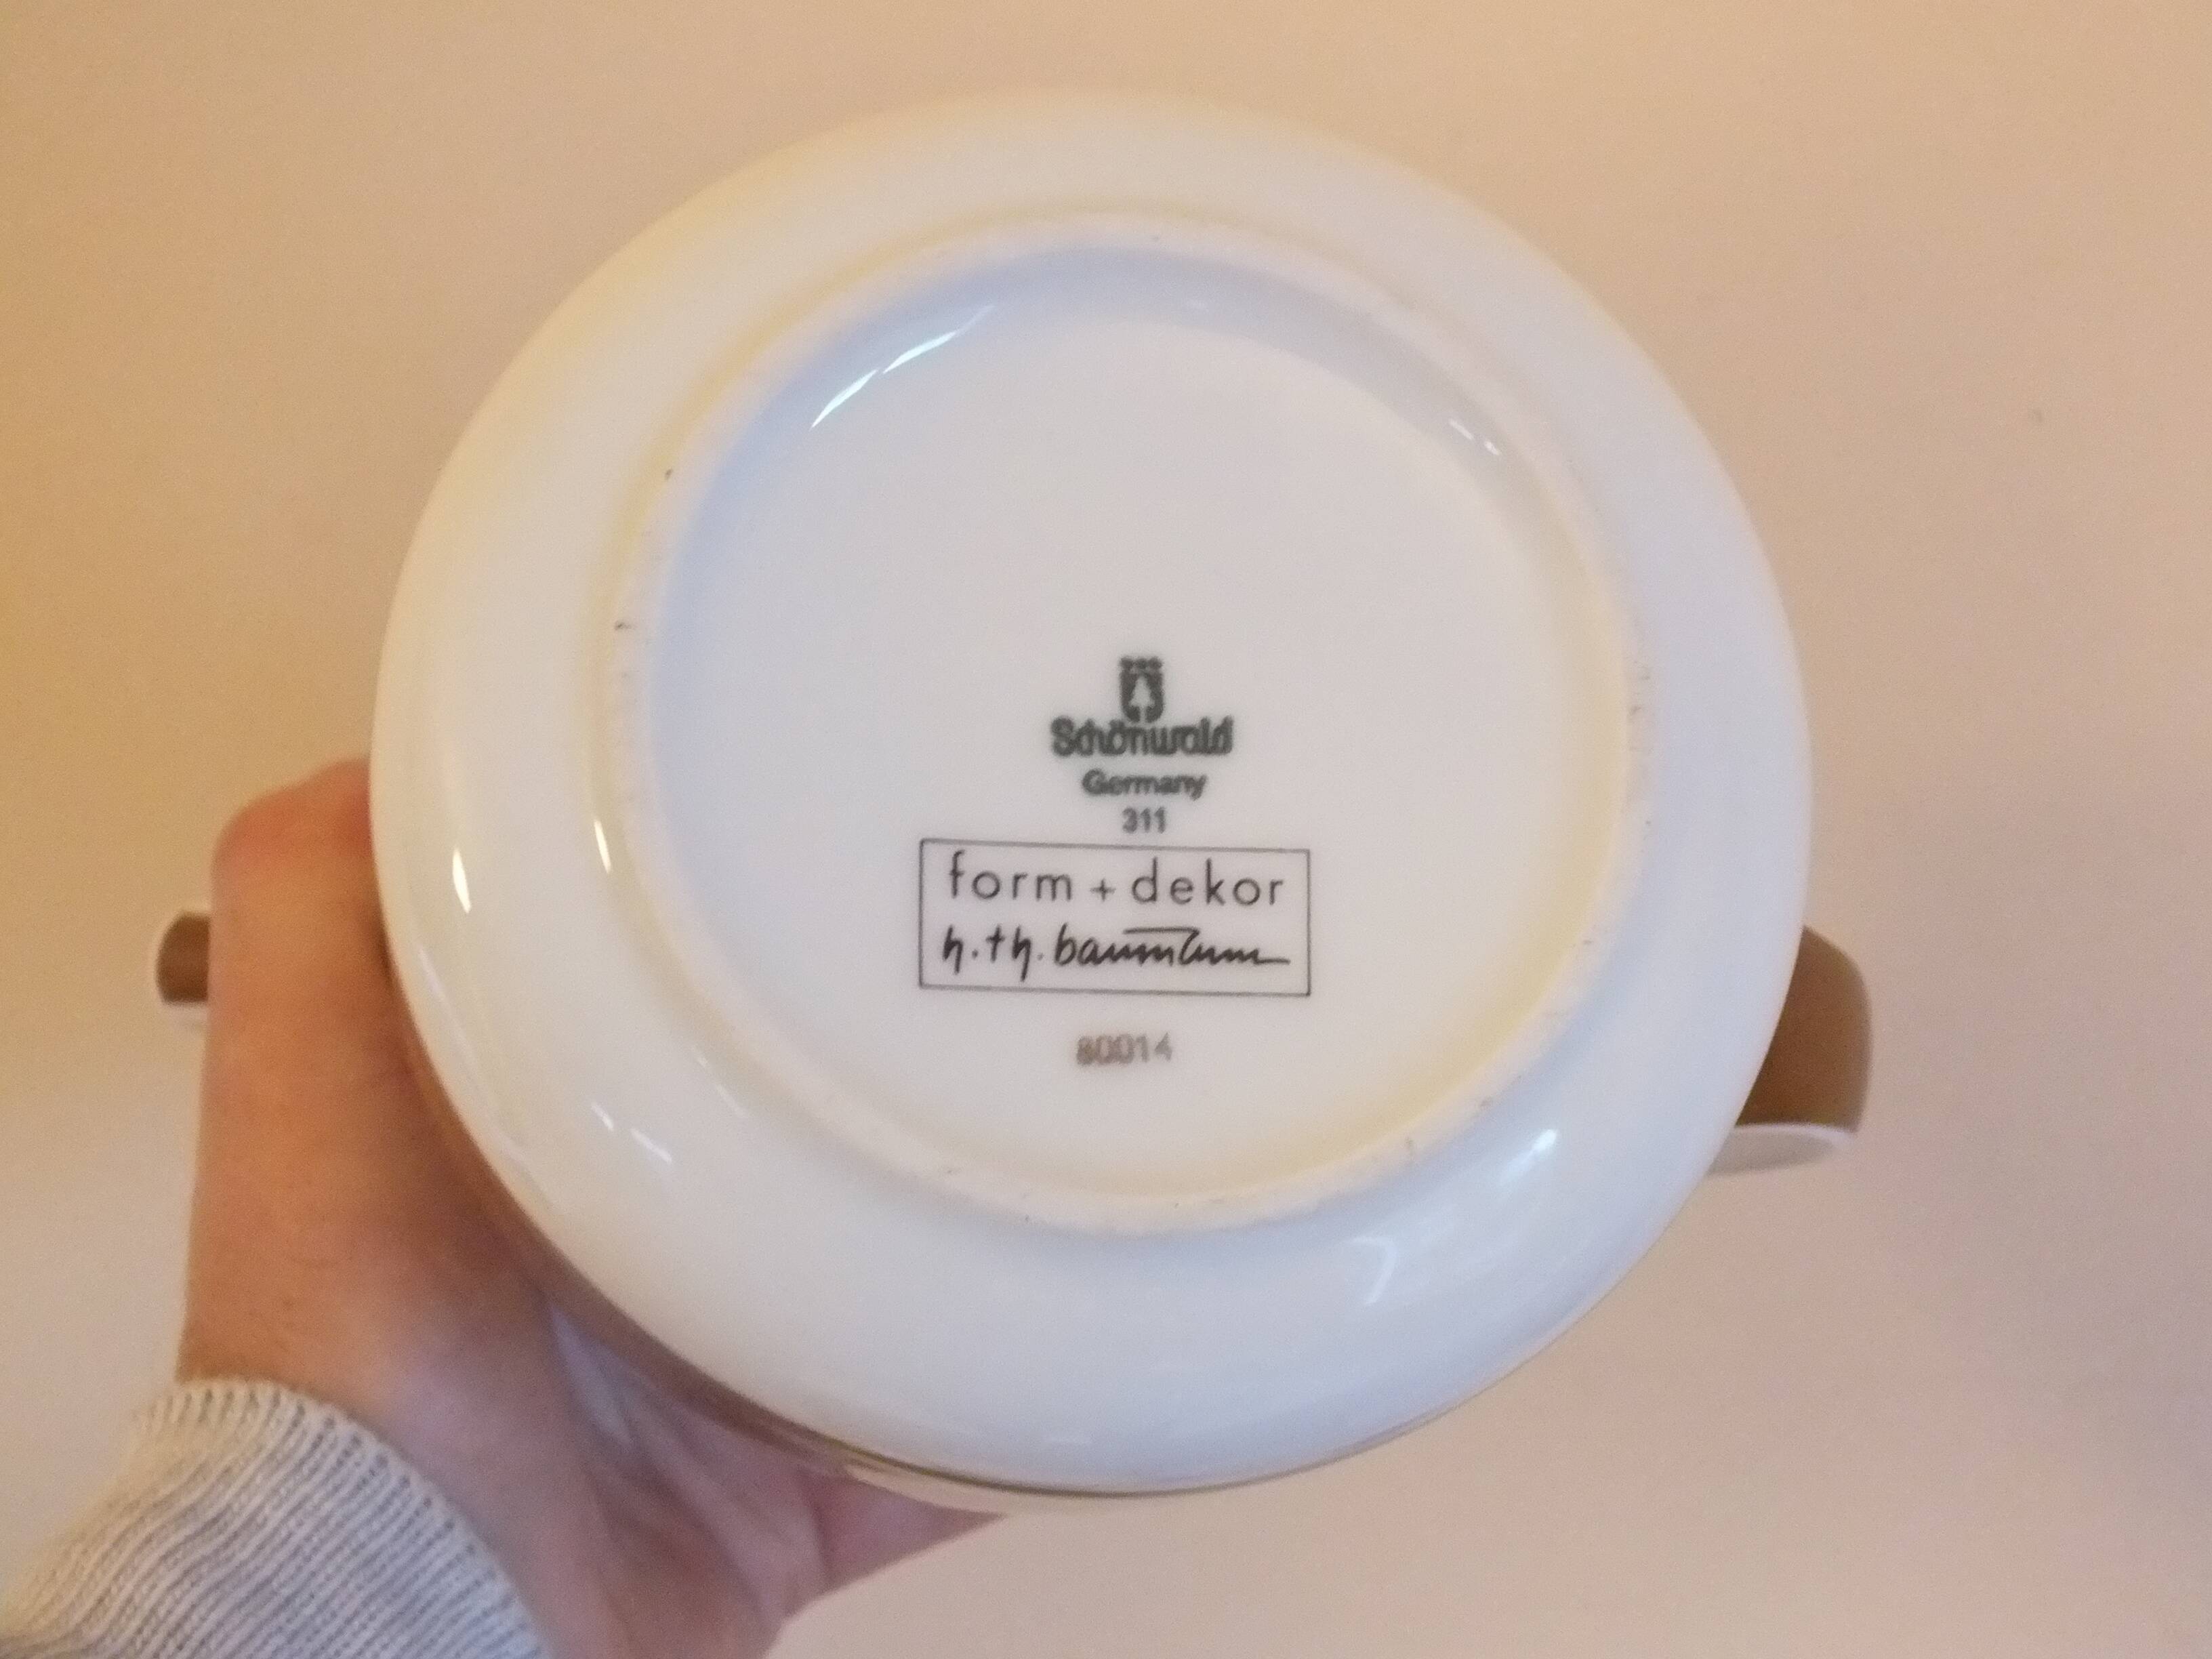 Schönwald
Germany
311
form + dekor
h.th.baumann
80014